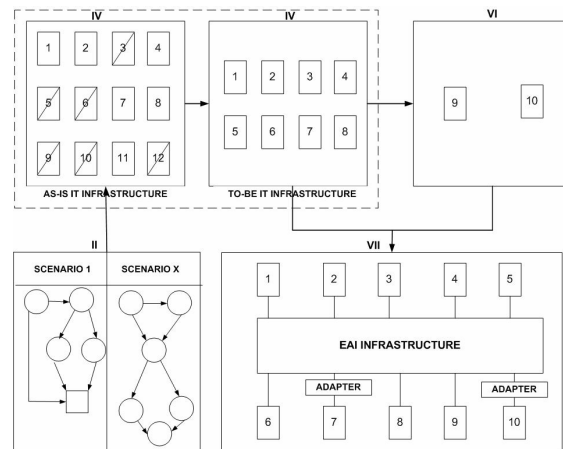 IV
IV
VI
1 2 3 4
5 6 7 8
9 10 11 12
1 2 3 4
5 6 7 8
9 10
AS-IS IT INFRASTRUCTURE
TO-BE IT INFRASTRUCTURE
II
VII
SCENARIO 1
SCENARIO X
1 2 3 4 5
EAI INFRASTRUCTURE
ADAPTER
ADAPTER
6 7 8 9 10